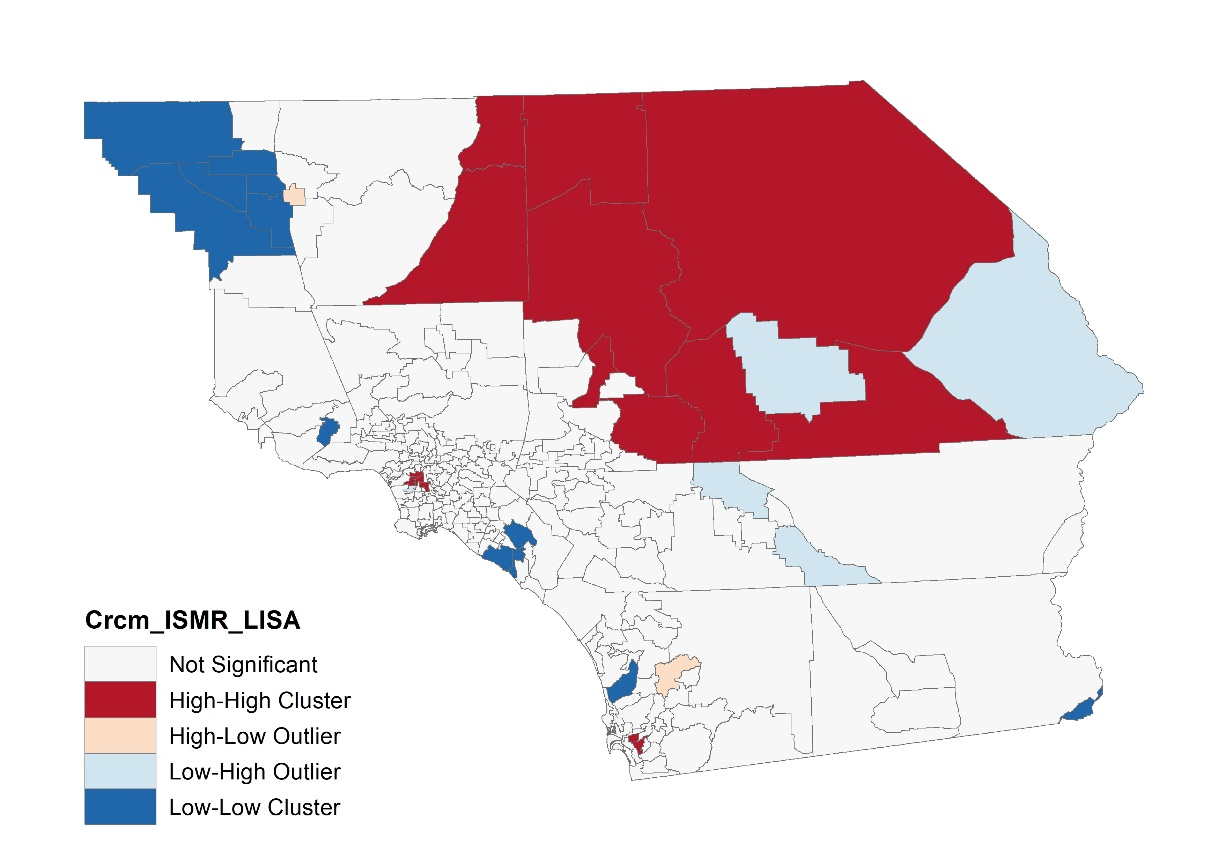 Crcm_ISMR_LISA
Not Significant
High-High Cluster
High-Low Outlier
Low-High Outlier
Low-Low Cluster